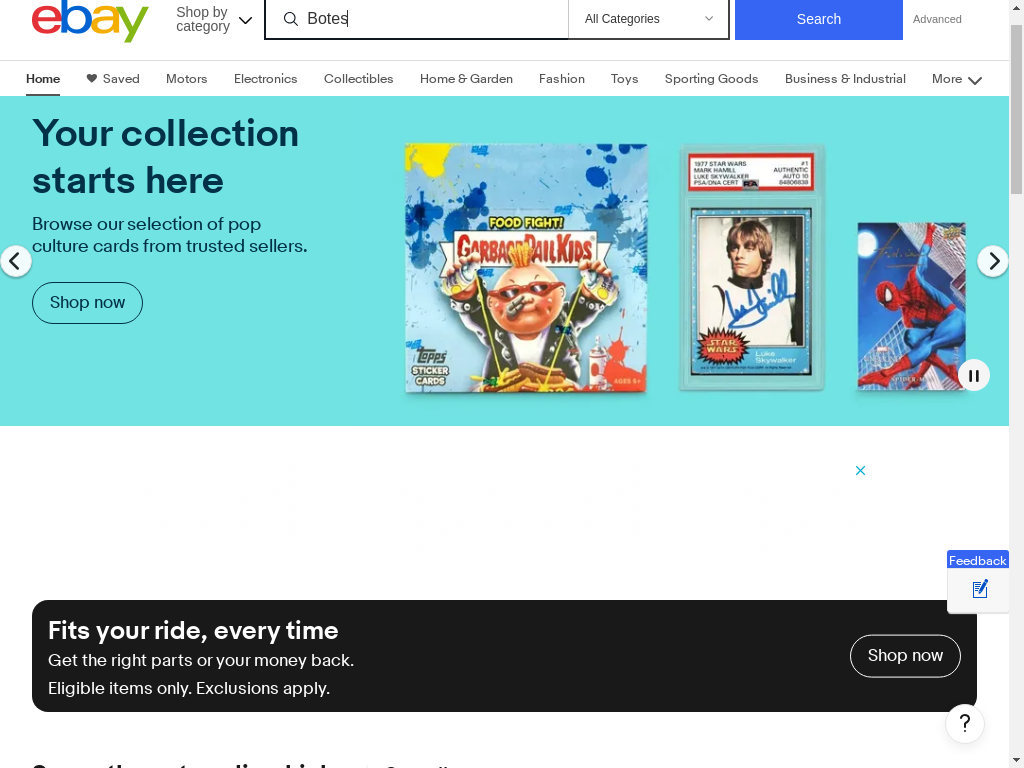 ebay
Shop by
category
Botes
All Categories
Search
Advanced
Home
Saved
Motors
Electronics
Collectibles
Home & Garden
Fashion
Toys
Sporting Goods
Business & Industrial
More
Your collection
starts here
Browse our selection of pop
culture cards from trusted sellers.
Shop now
FOOD FIGHT!
GARBAGE PAIL KIDS
Topps
STICKER
CARDS
AGES 6+
1977 STAR WARS #1
MARK HAMILL AUTHENTIC
LUKE SKYWALKER AUTO 10
PSA/DNA CERT 84806838
STAR
WARS
Luke
Skywalker
MARVEL
SPIDER-MAN
Feedback
Fits your ride, every time
Get the right parts or your money back.
Eligible items only. Exclusions apply.
Shop now
?